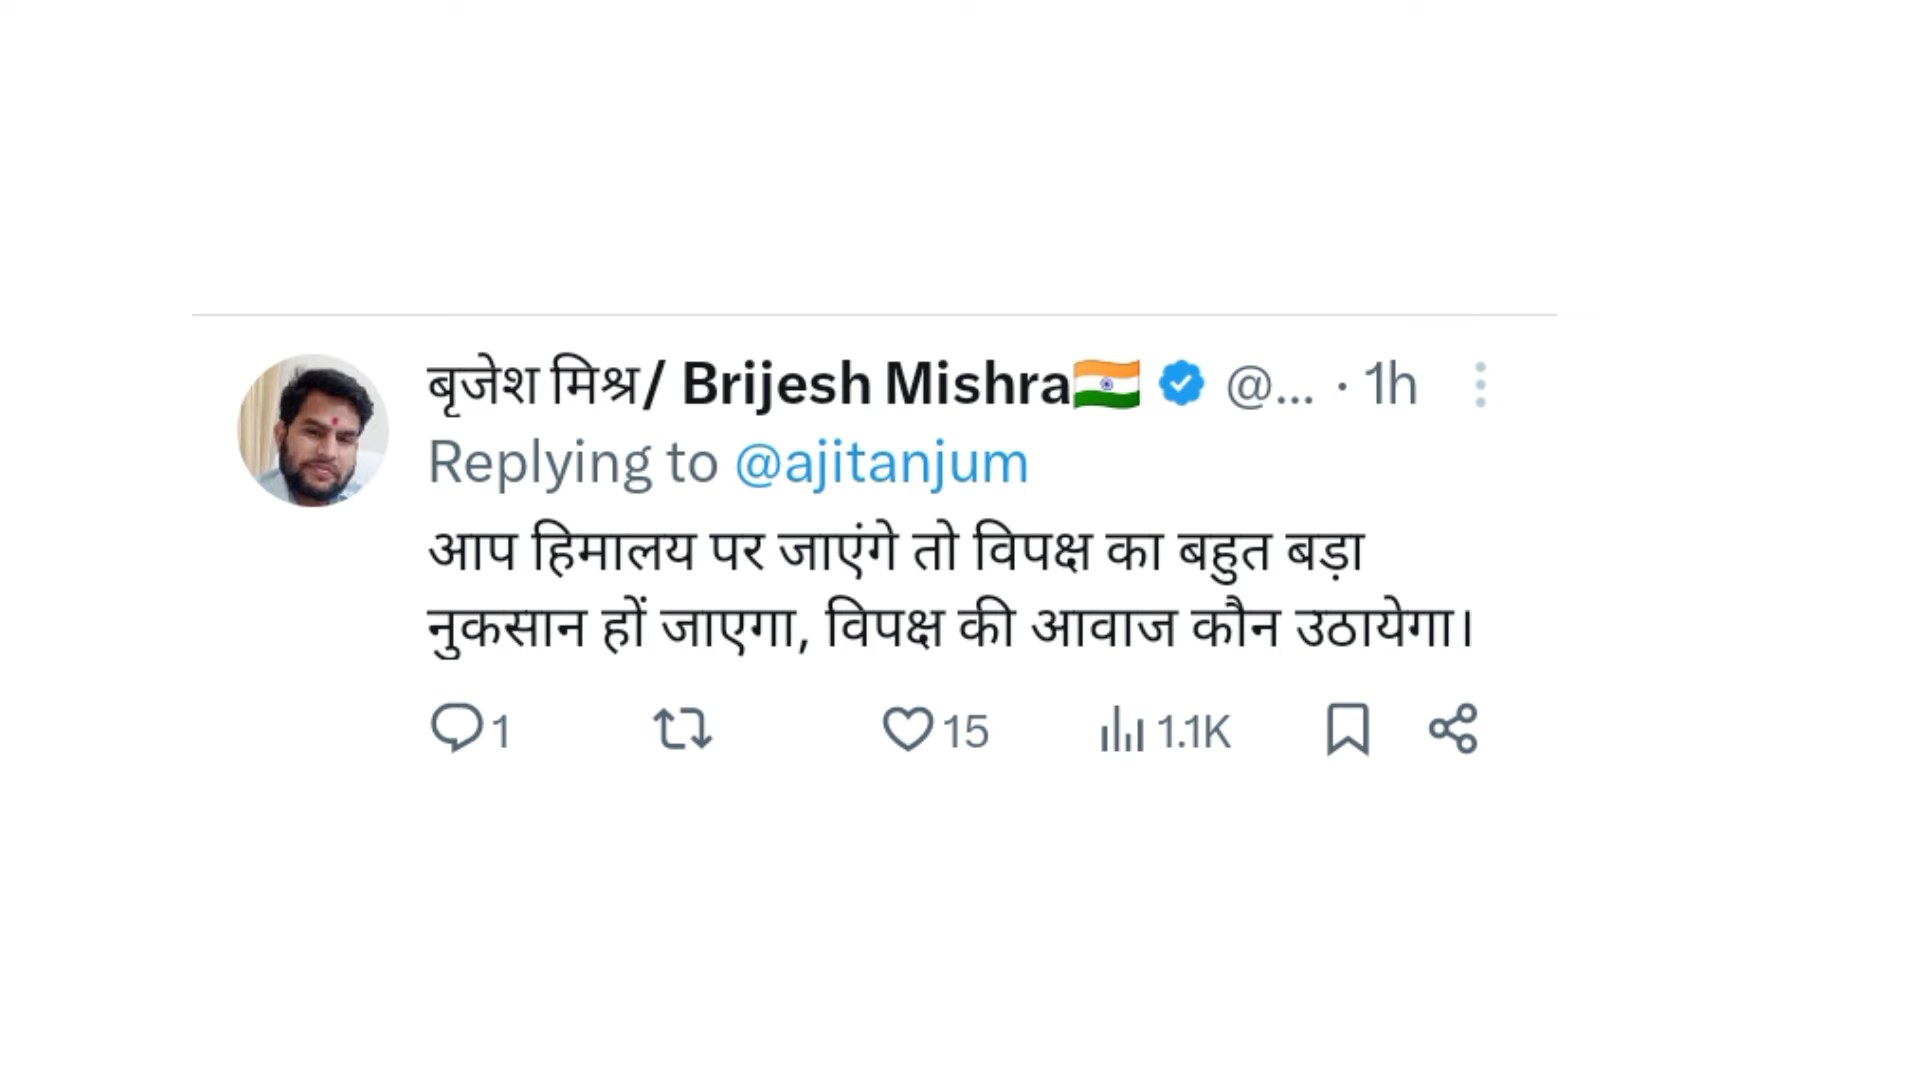 बृजेश मिश्र/ Brijesh Mishra🇮🇳 @... · 1h
Replying to @ajitanjum
आप हिमालय पर जाएंगे तो विपक्ष का बहुत बड़ा
नुकसान हों जाएगा, विपक्ष की आवाज कौन उठायेगा।
1 15 1.1K